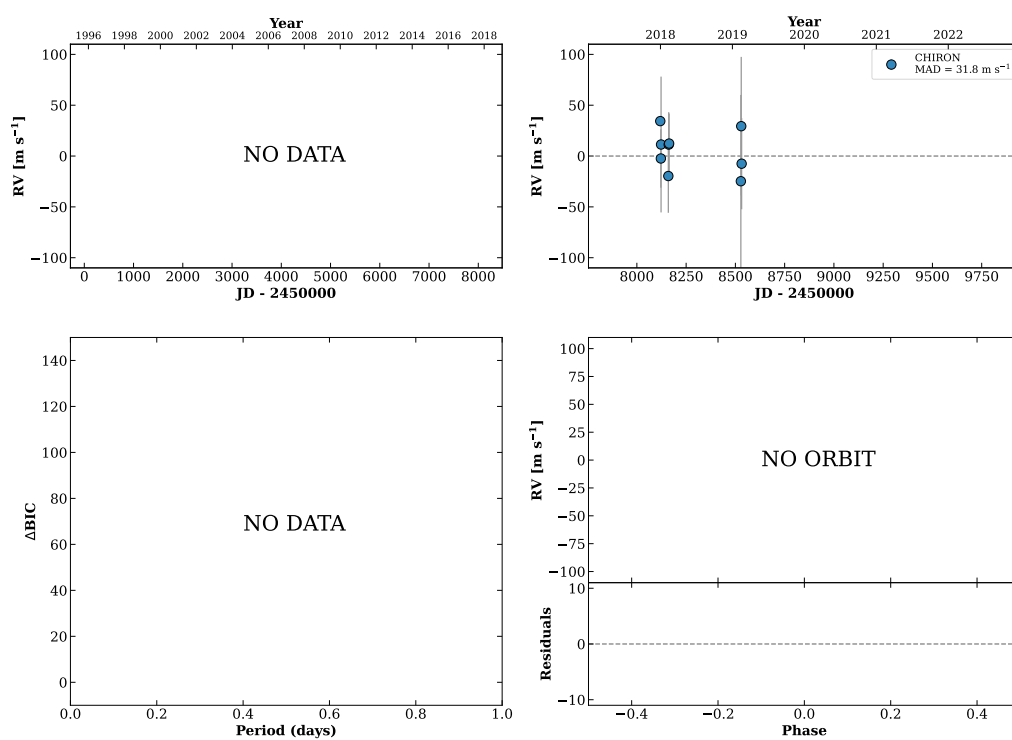 Year
1996 1998 2000 2002 2004 2006 2008 2010 2012 2014 2016 2018
100
50
0
−50
−100
RV [m s⁻¹]
NO DATA
0 1000 2000 3000 4000 5000 6000 7000 8000
JD - 2450000
Year
2018 2019 2020 2021 2022
CHIRON
MAD = 31.8 m s⁻¹
100
50
0
−50
−100
RV [m s⁻¹]
8000 8250 8500 8750 9000 9250 9500 9750
JD - 2450000
140
120
100
80
60
40
20
0
ΔBIC
NO DATA
0.0 0.2 0.4 0.6 0.8 1.0
Period (days)
100
75
50
25
0
−25
−50
−75
−100
RV [m s⁻¹]
NO ORBIT
10
0
−10
Residuals
−0.4 −0.2 0.0 0.2 0.4
Phase